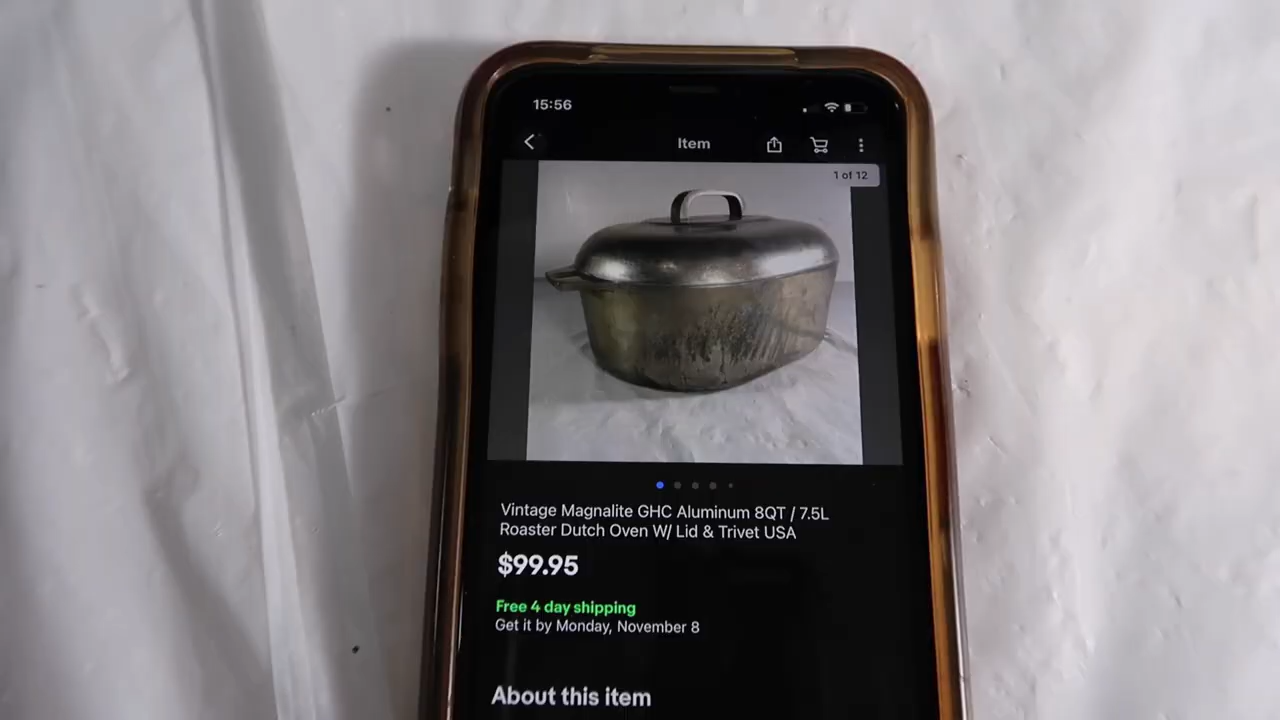 15:56
Item
1 of 12
Vintage Magnalite GHC Aluminum 8QT / 7.5L
Roaster Dutch Oven W/ Lid & Trivet USA
$99.95
Free 4 day shipping
Get it by Monday, November 8
About this item